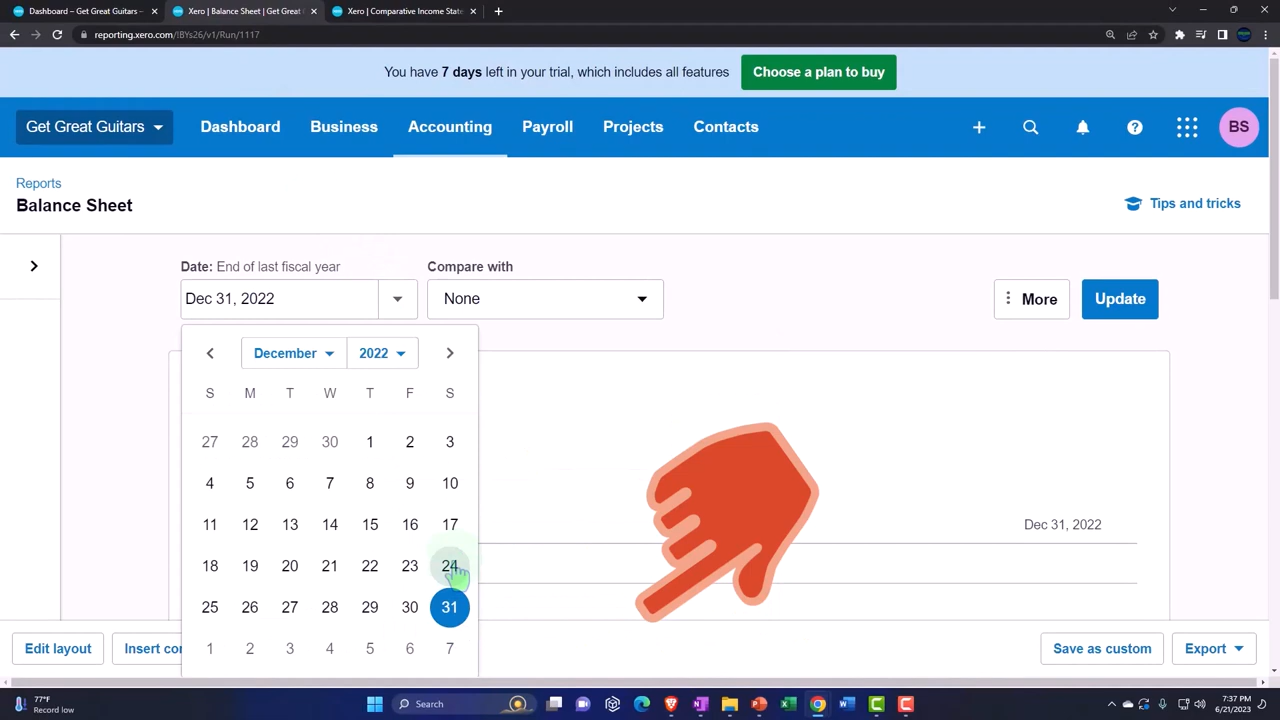 Dashboard – Get Great Guitars –
Xero | Balance Sheet | Get Great
Xero | Comparative Income State
reporting.xero.com/!BYs26/v1/Run/1117
You have 7 days left in your trial, which includes all features
Choose a plan to buy
Get Great Guitars
Dashboard
Business
Accounting
Payroll
Projects
Contacts
BS
Reports
Balance Sheet
Tips and tricks
Date: End of last fiscal year
Compare with
Dec 31, 2022
None
More
Update
December
2022
S M T W T F S
27 28 29 30 1 2 3
4 5 6 7 8 9 10
11 12 13 14 15 16 17
Dec 31, 2022
18 19 20 21 22 23 24
25 26 27 28 29 30 31
1 2 3 4 5 6 7
Edit layout
Insert con
Save as custom
Export
77°F
Record low
Search
7:37 PM
6/21/2023